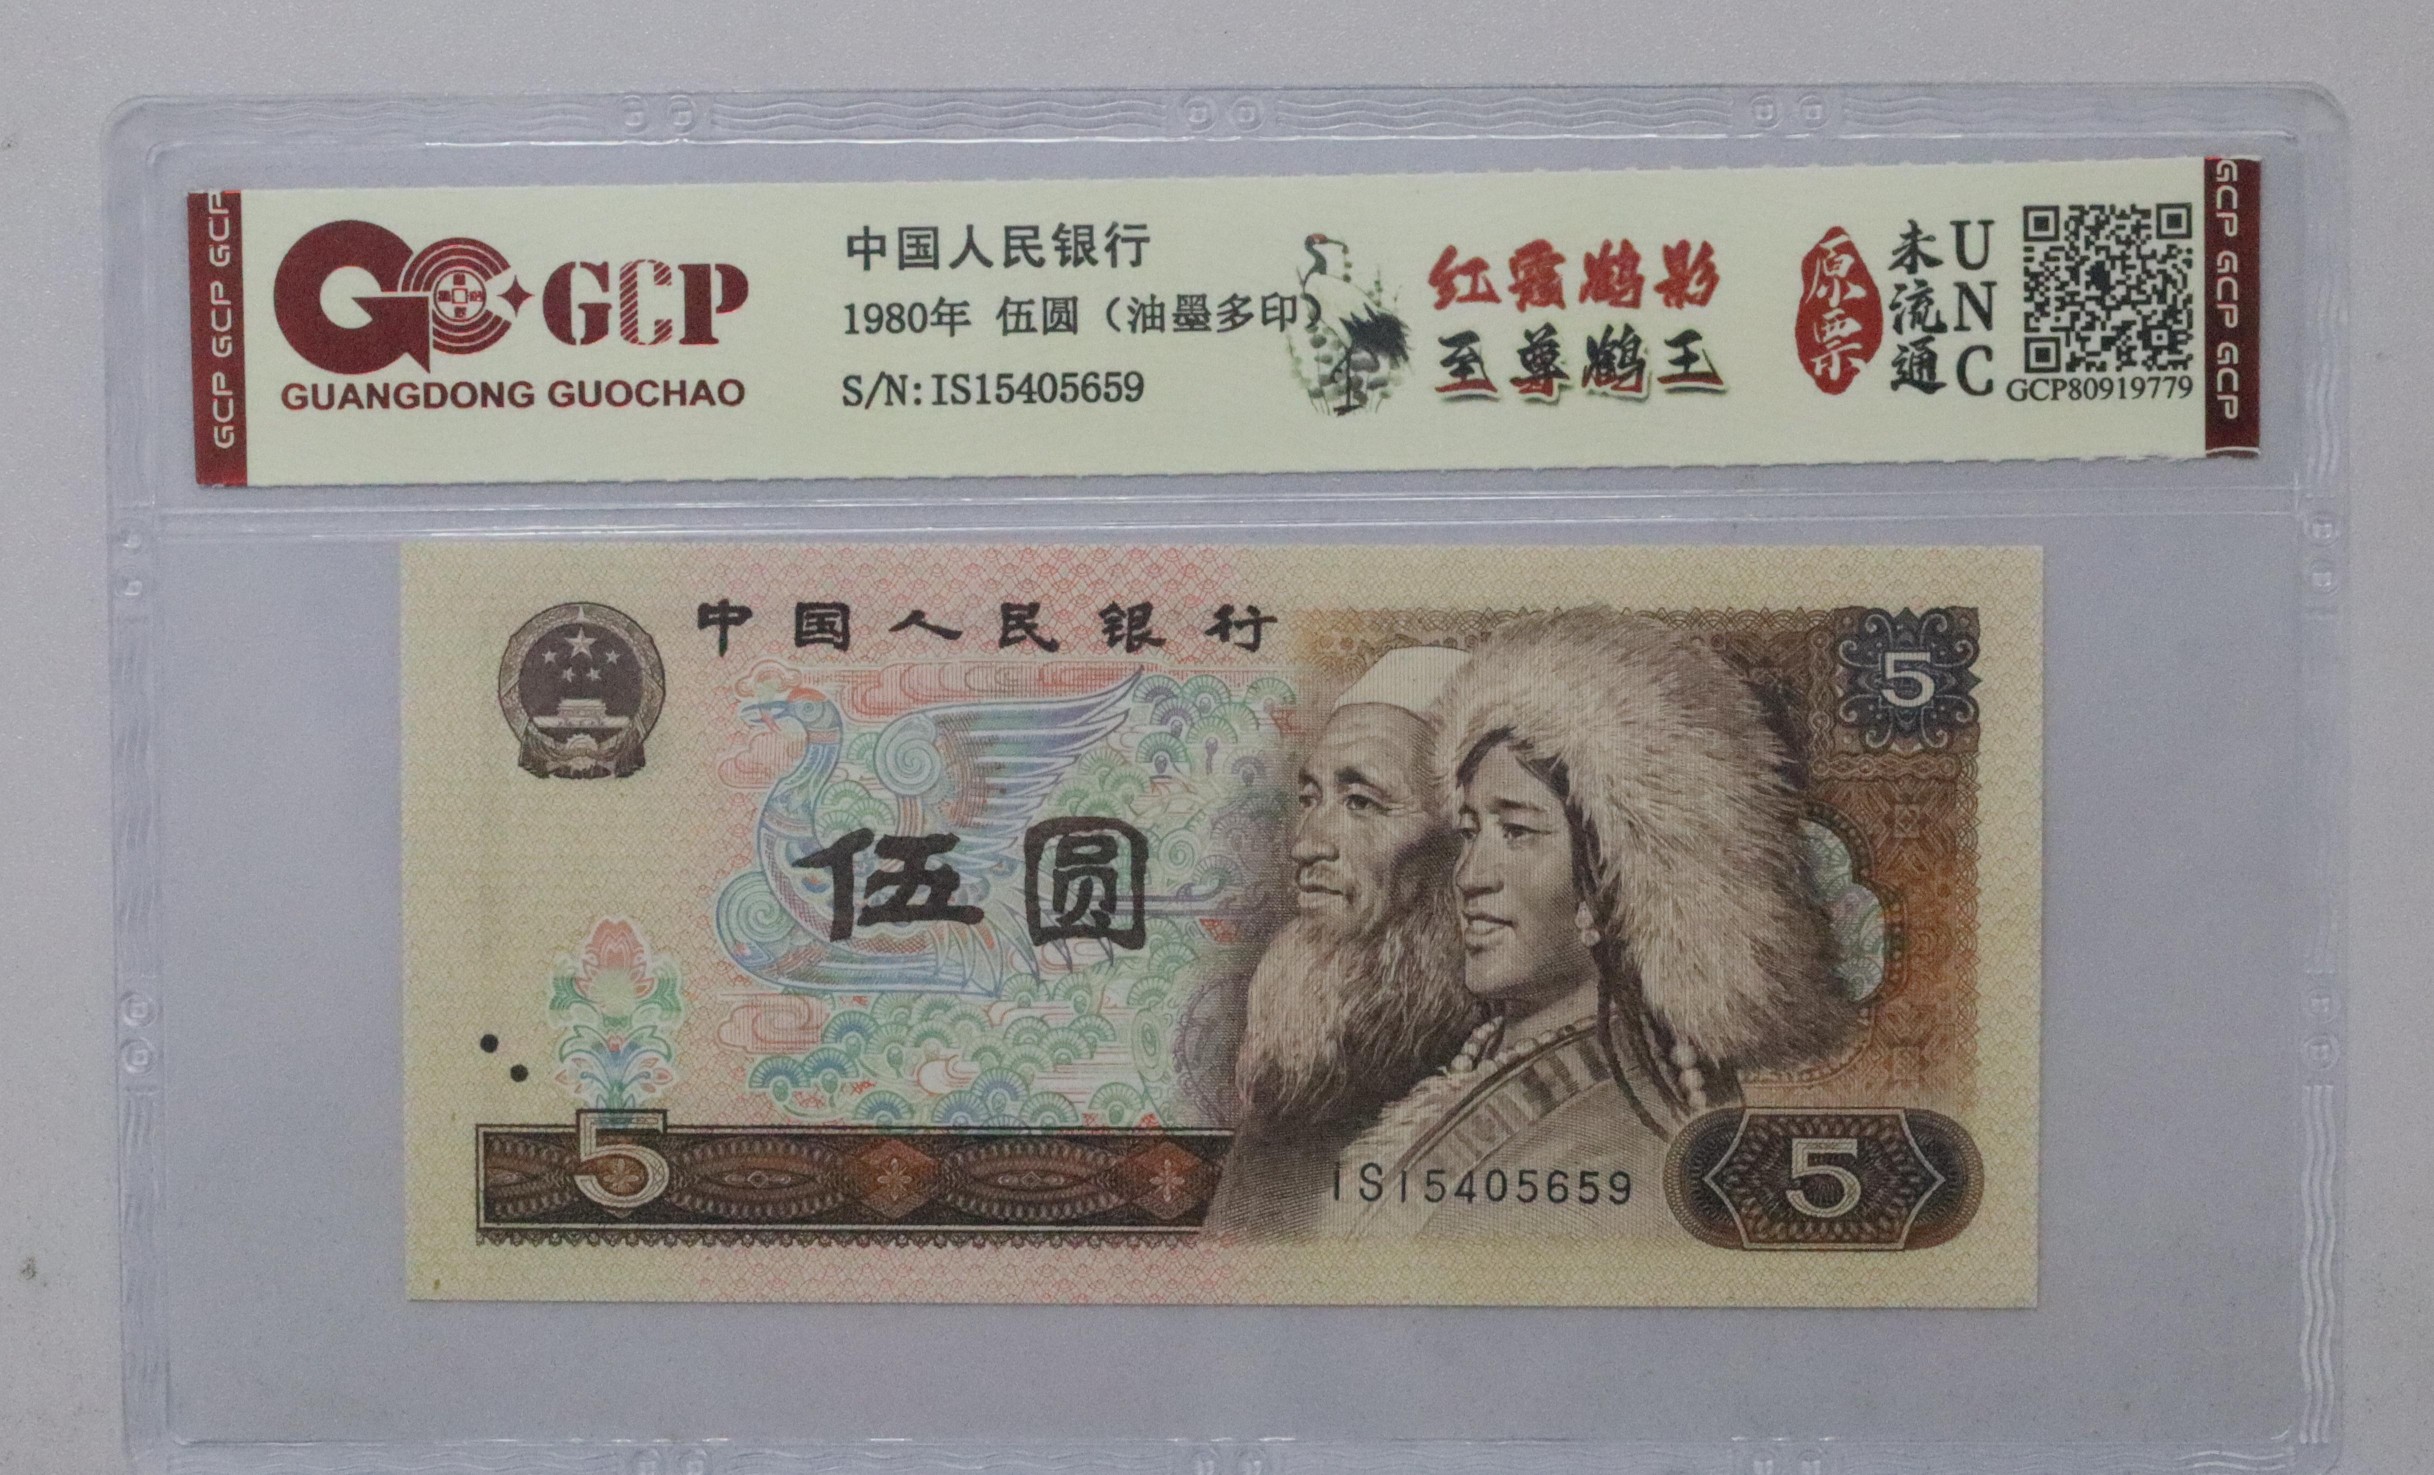 GCP GCP GCP
GCP
GUANGDONG GUOCHAO
中国人民银行
1980年 伍圆（油墨多印）
S/N: IS15405659
红霞鹤影
至尊鹤王
原票
未流通
UNC
GCP80919779
GCP GCP GCP
中国人民银行
5
伍圆
5
IS15405659
5